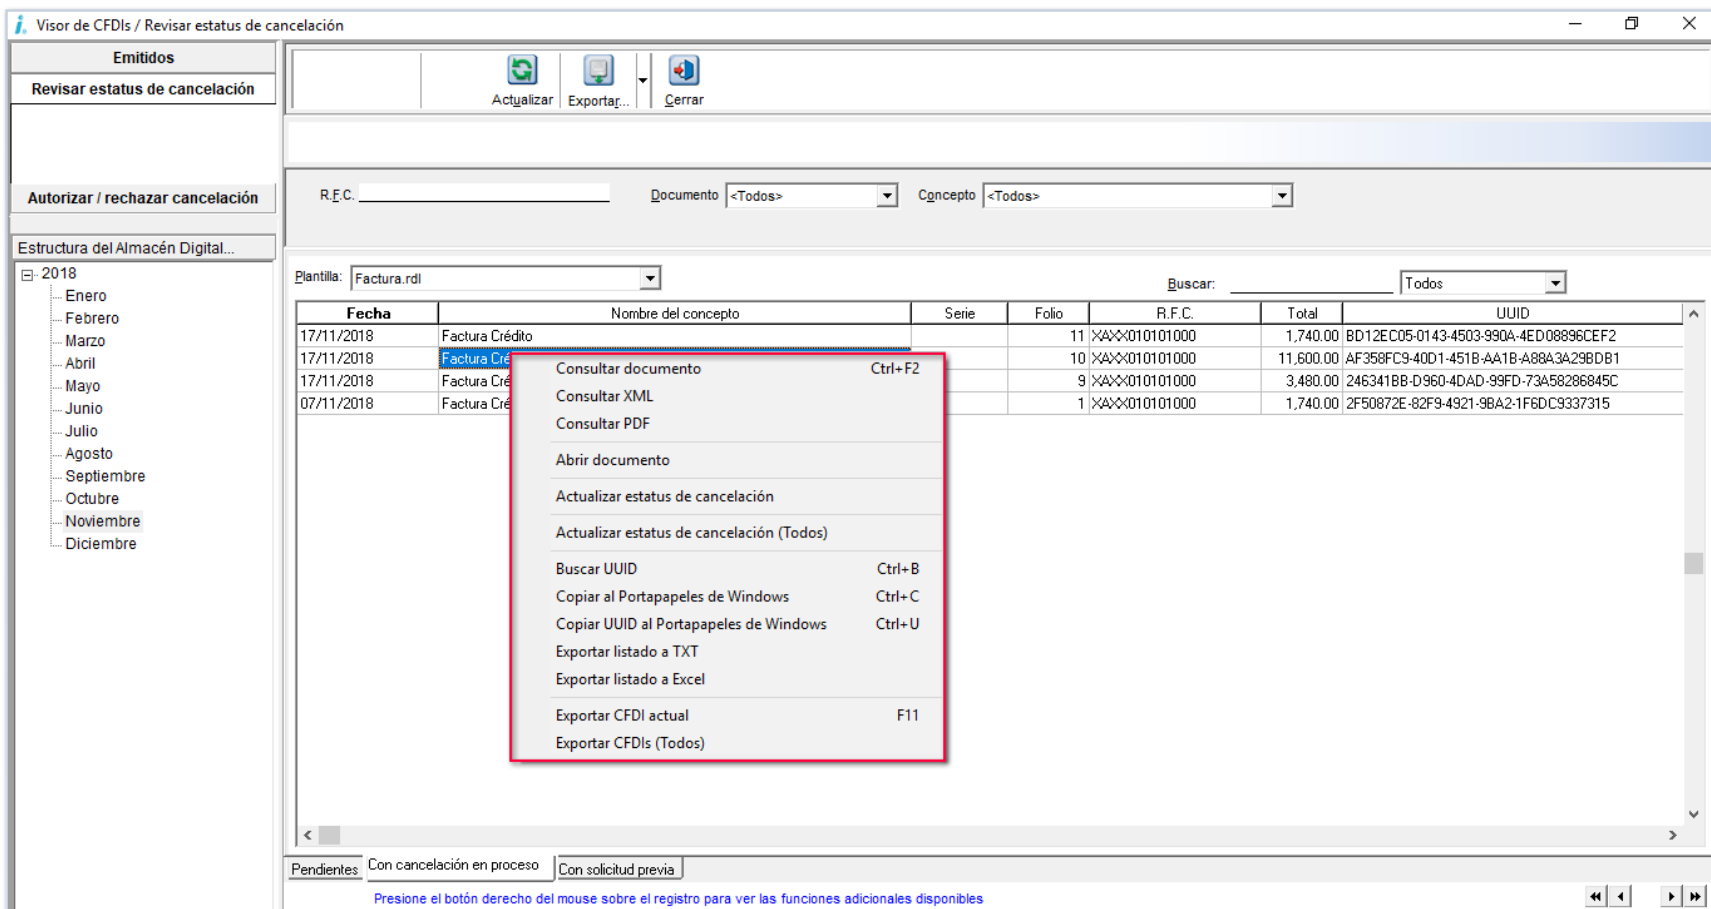 Visor de CFDIs / Revisar estatus de cancelación
Emitidos
Revisar estatus de cancelación
Autorizar / rechazar cancelación
Estructura del Almacén Digital...
2018
Enero
Febrero
Marzo
Abril
Mayo
Junio
Julio
Agosto
Septiembre
Octubre
Noviembre
Diciembre
Actualizar Exportar... Cerrar
R.F.C. Documento <Todos> Concepto <Todos>
Plantilla: Factura.rdl Buscar: Todos
Fecha Nombre del concepto Serie Folio R.F.C. Total UUID
17/11/2018 Factura Crédito 11 XAXX010101000 1,740.00 BD12EC05-0143-4503-990A-4ED08896CEF2
17/11/2018 Factura Cré 10 XAXX010101000 11,600.00 AF358FC9-40D1-451B-AA1B-A88A3A29BDB1
17/11/2018 Factura Cré 9 XAXX010101000 3,480.00 246341BB-D960-4DAD-99FD-73A58286845C
07/11/2018 Factura Cré 1 XAXX010101000 1,740.00 2F50872E-82F9-4921-9BA2-1F6DC9337315
Consultar documento Ctrl+F2
Consultar XML
Consultar PDF
Abrir documento
Actualizar estatus de cancelación
Actualizar estatus de cancelación (Todos)
Buscar UUID Ctrl+B
Copiar al Portapapeles de Windows Ctrl+C
Copiar UUID al Portapapeles de Windows Ctrl+U
Exportar listado a TXT
Exportar listado a Excel
Exportar CFDI actual F11
Exportar CFDIs (Todos)
Pendientes Con cancelación en proceso Con solicitud previa
Presione el botón derecho del mouse sobre el registro para ver las funciones adicionales disponibles